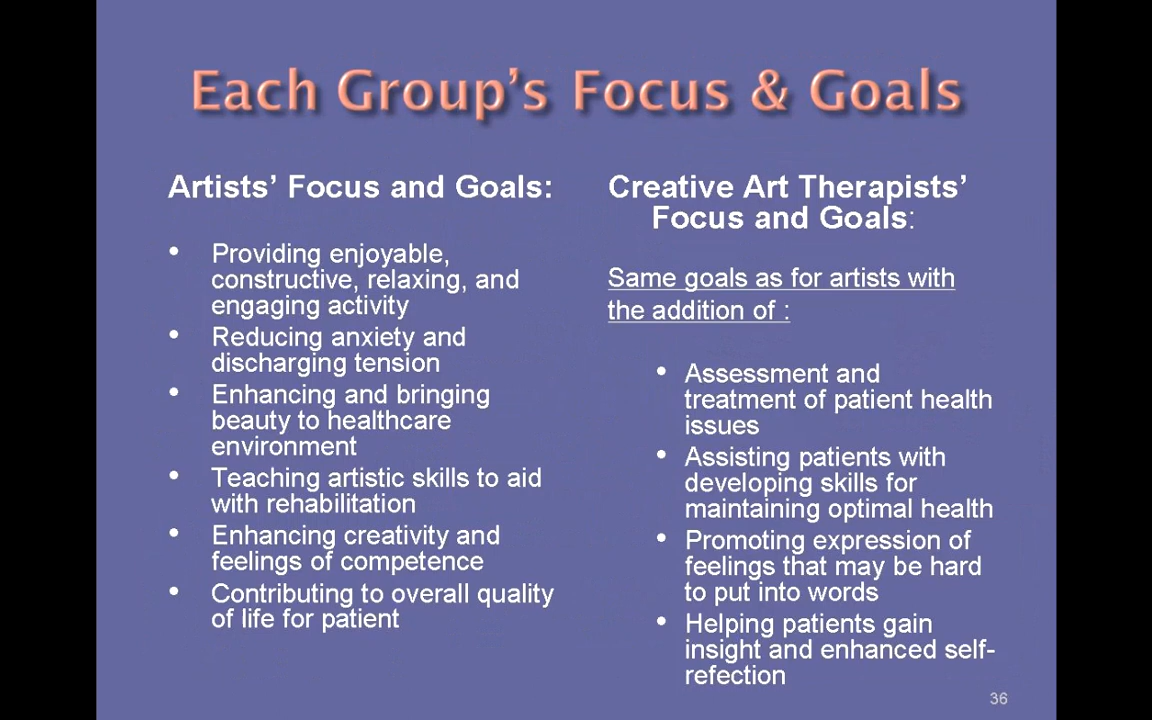 Each Group's Focus & Goals
Artists' Focus and Goals:
• Providing enjoyable,
constructive, relaxing, and
engaging activity
• Reducing anxiety and
discharging tension
• Enhancing and bringing
beauty to healthcare
environment
• Teaching artistic skills to aid
with rehabilitation
• Enhancing creativity and
feelings of competence
• Contributing to overall quality
of life for patient
Creative Art Therapists'
Focus and Goals:
Same goals as for artists with
the addition of :
• Assessment and
treatment of patient health
issues
• Assisting patients with
developing skills for
maintaining optimal health
• Promoting expression of
feelings that may be hard
to put into words
• Helping patients gain
insight and enhanced self-
refection
36